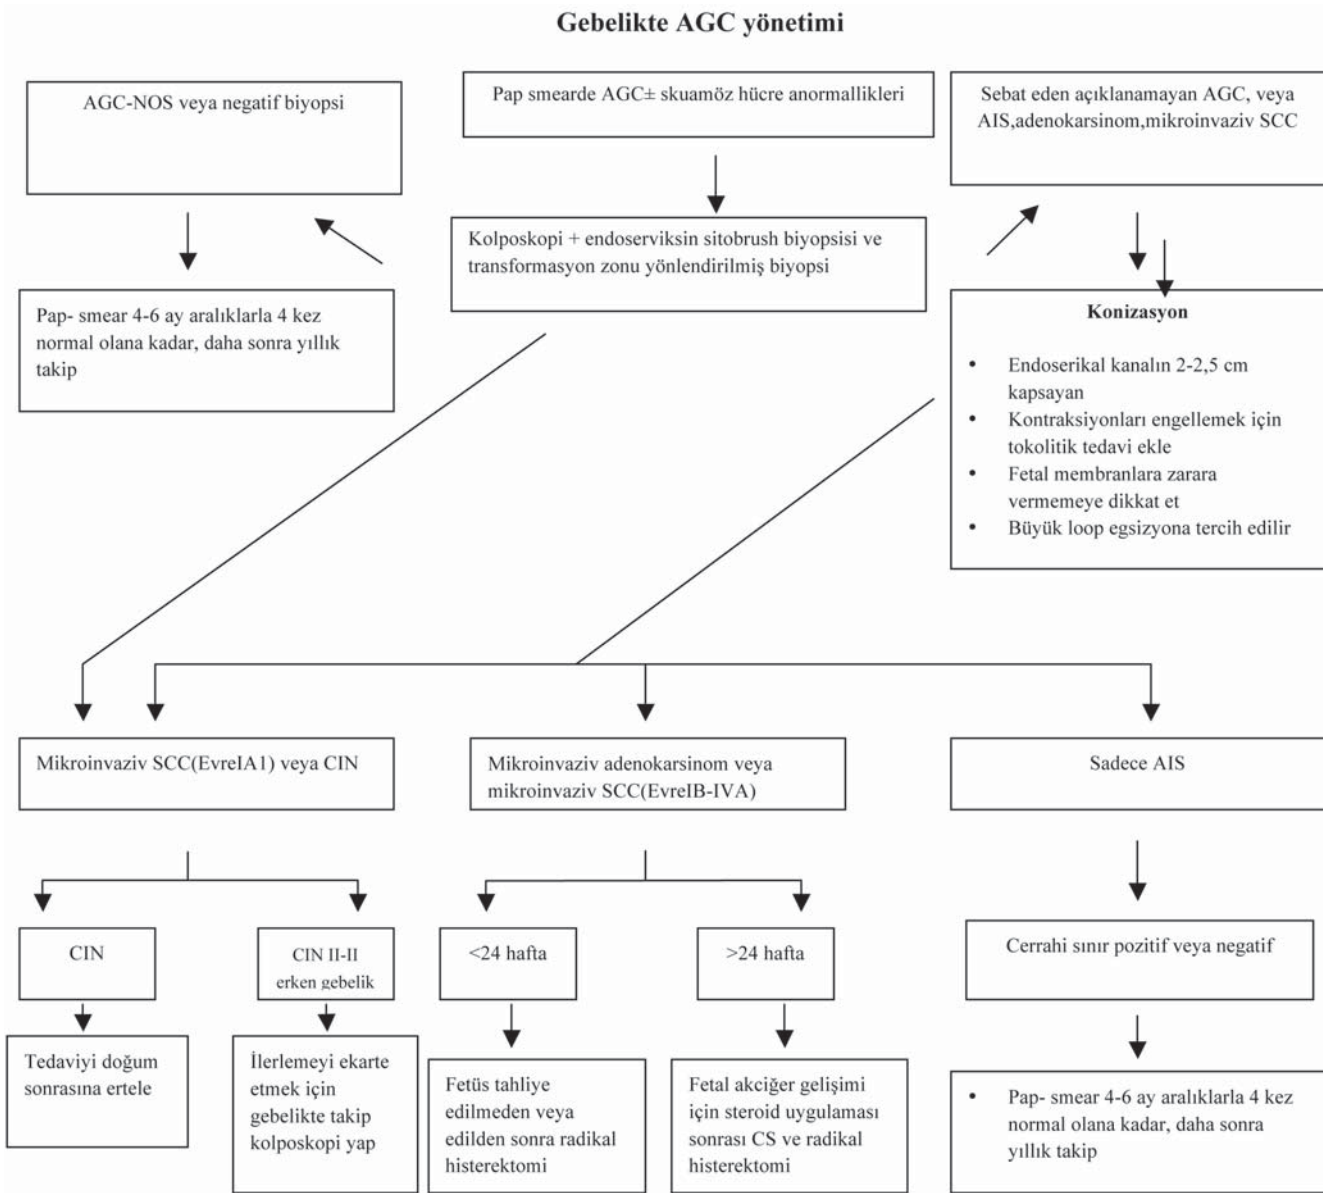 Gebelikte AGC yönetimi
AGC-NOS veya negatif biyopsi
Pap smearde AGC± skuamöz hücre anormallikleri
Sebat eden açıklanamayan AGC, veya
AIS,adenokarsinom,mikroinvaziv SCC
Kolposkopi + endoserviksin sitobrush biyopsisi ve
transformasyon zonu yönlendirilmiş biyopsi
Pap- smear 4-6 ay aralıklarla 4 kez
normal olana kadar, daha sonra yıllık
takip
Konizasyon
• Endoserikal kanalın 2-2,5 cm
kapsayan
• Kontraksiyonları engellemek için
tokolitik tedavi ekle
• Fetal membranlara zarara
vermemeye dikkat et
• Büyük loop egsizyona tercih edilir
Mikroinvaziv SCC(EvreIA1) veya CIN
Mikroinvaziv adenokarsinom veya
mikroinvaziv SCC(EvreIB-IVA)
Sadece AIS
CIN
CIN II-II
erken gebelik
<24 hafta
>24 hafta
Cerrahi sınır pozitif veya negatif
Tedaviyi doğum
sonrasına ertele
İlerlemeyi ekarte
etmek için
gebelikte takip
kolposkopi yap
Fetüs tahliye
edilmeden veya
edilden sonra radikal
histerektomi
Fetal akciğer gelişimi
için steroid uygulaması
sonrası CS ve radikal
histerektomi
• Pap- smear 4-6 ay aralıklarla 4 kez
normal olana kadar, daha sonra
yıllık takip